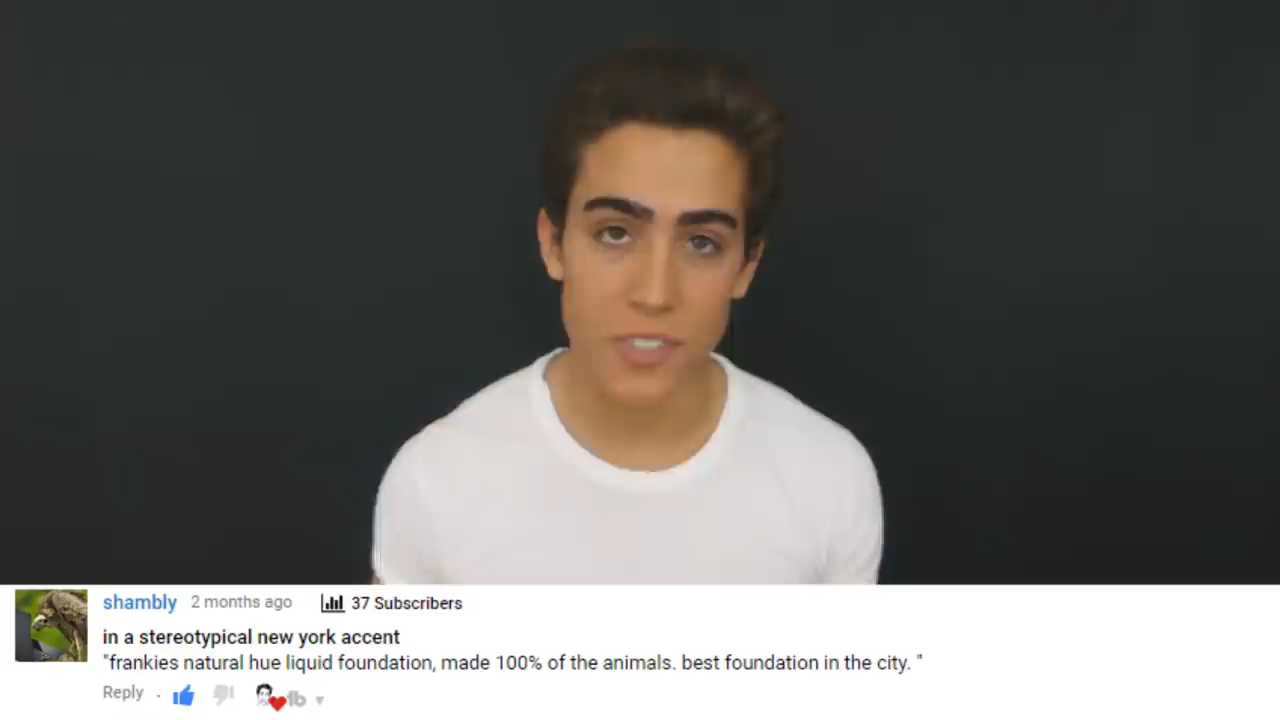 shambly 2 months ago 37 Subscribers
in a stereotypical new york accent
"frankies natural hue liquid foundation, made 100% of the animals. best foundation in the city. "
Reply